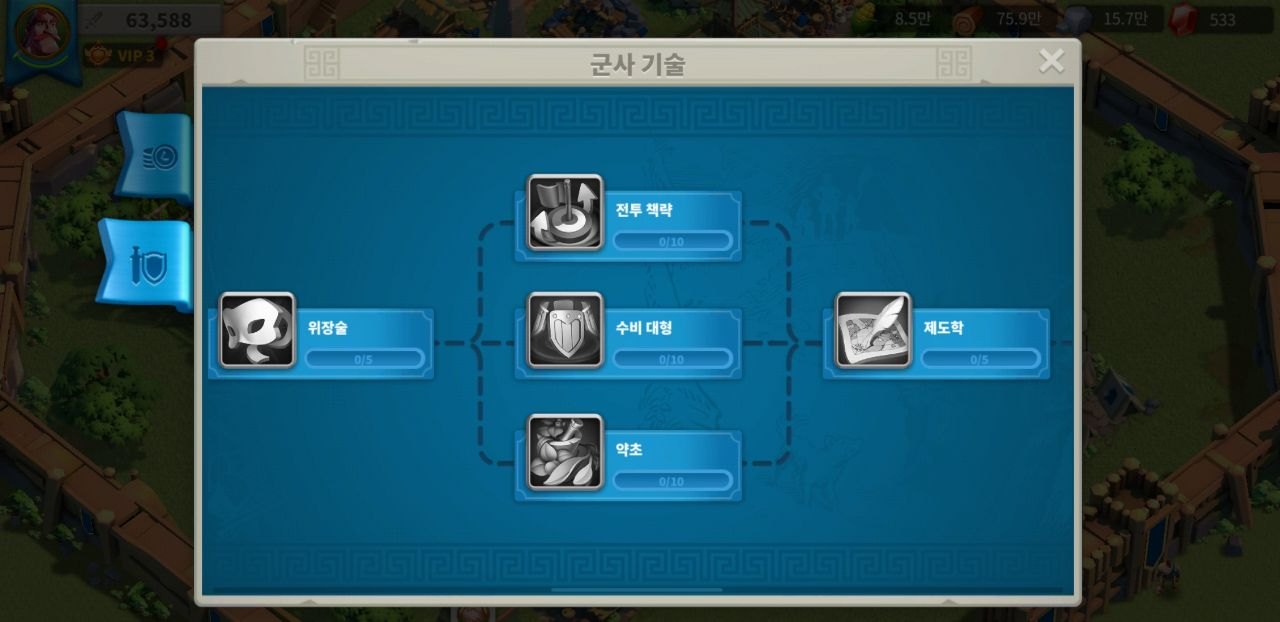 63,588
8.5만
75.9만
15.7만
533
VIP 3
군사 기술
전투 책략
0/10
위장술
0/5
수비 대형
0/10
제도학
0/5
약초
0/10